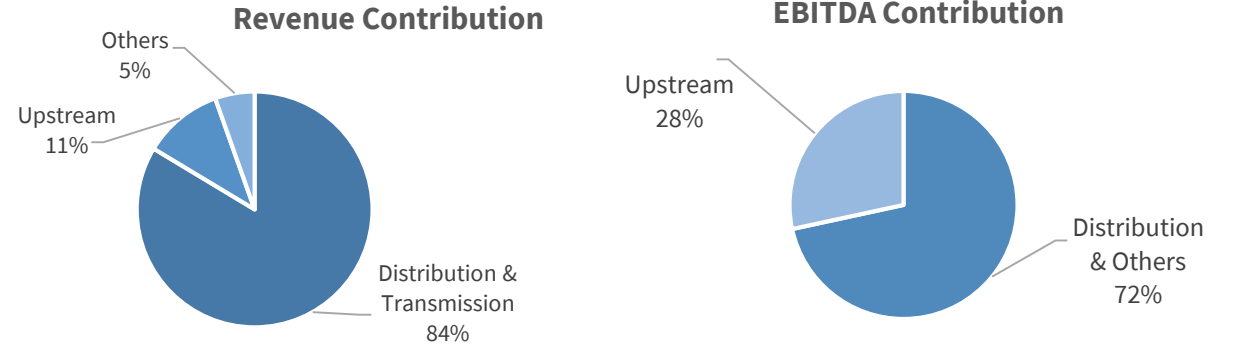 Revenue Contribution
Others
5%
Upstream
11%
Distribution &
Transmission
84%
EBITDA Contribution
Upstream
28%
Distribution
& Others
72%